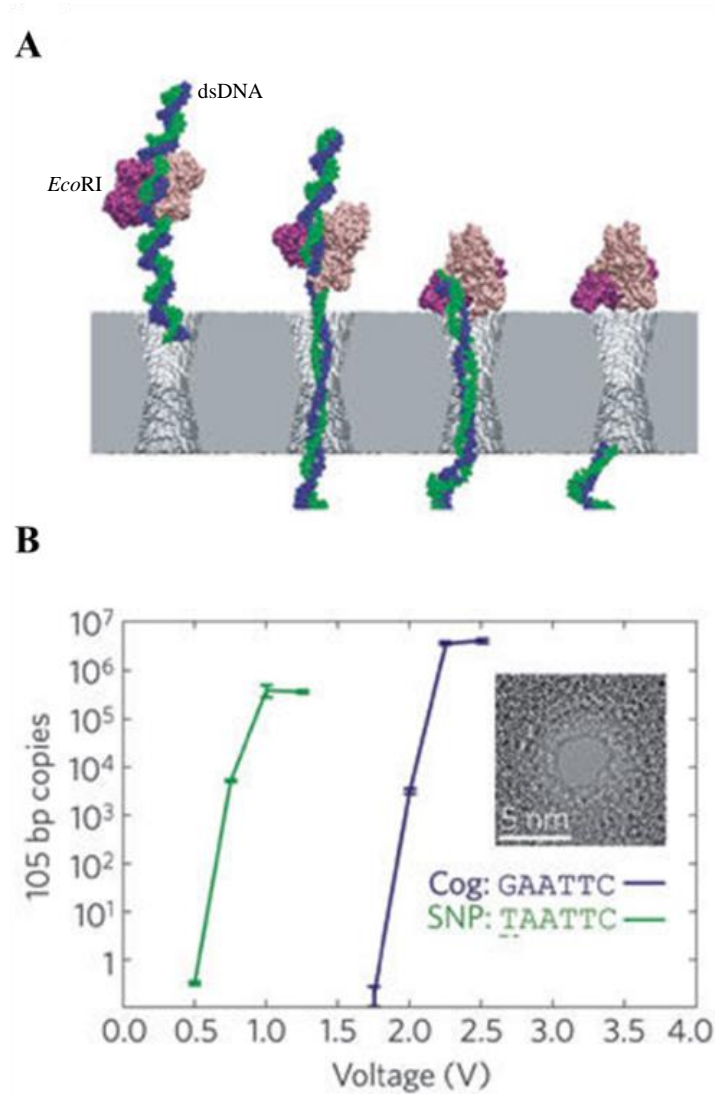 A
dsDNA
EcoRI
B
10⁷
10⁶
10⁵
10⁴
10³
10²
10¹
1
105 bp copies
5 nm
Cog: GAATTC
SNP: TAATTC
0.0 0.5 1.0 1.5 2.0 2.5 3.0 3.5 4.0
Voltage (V)